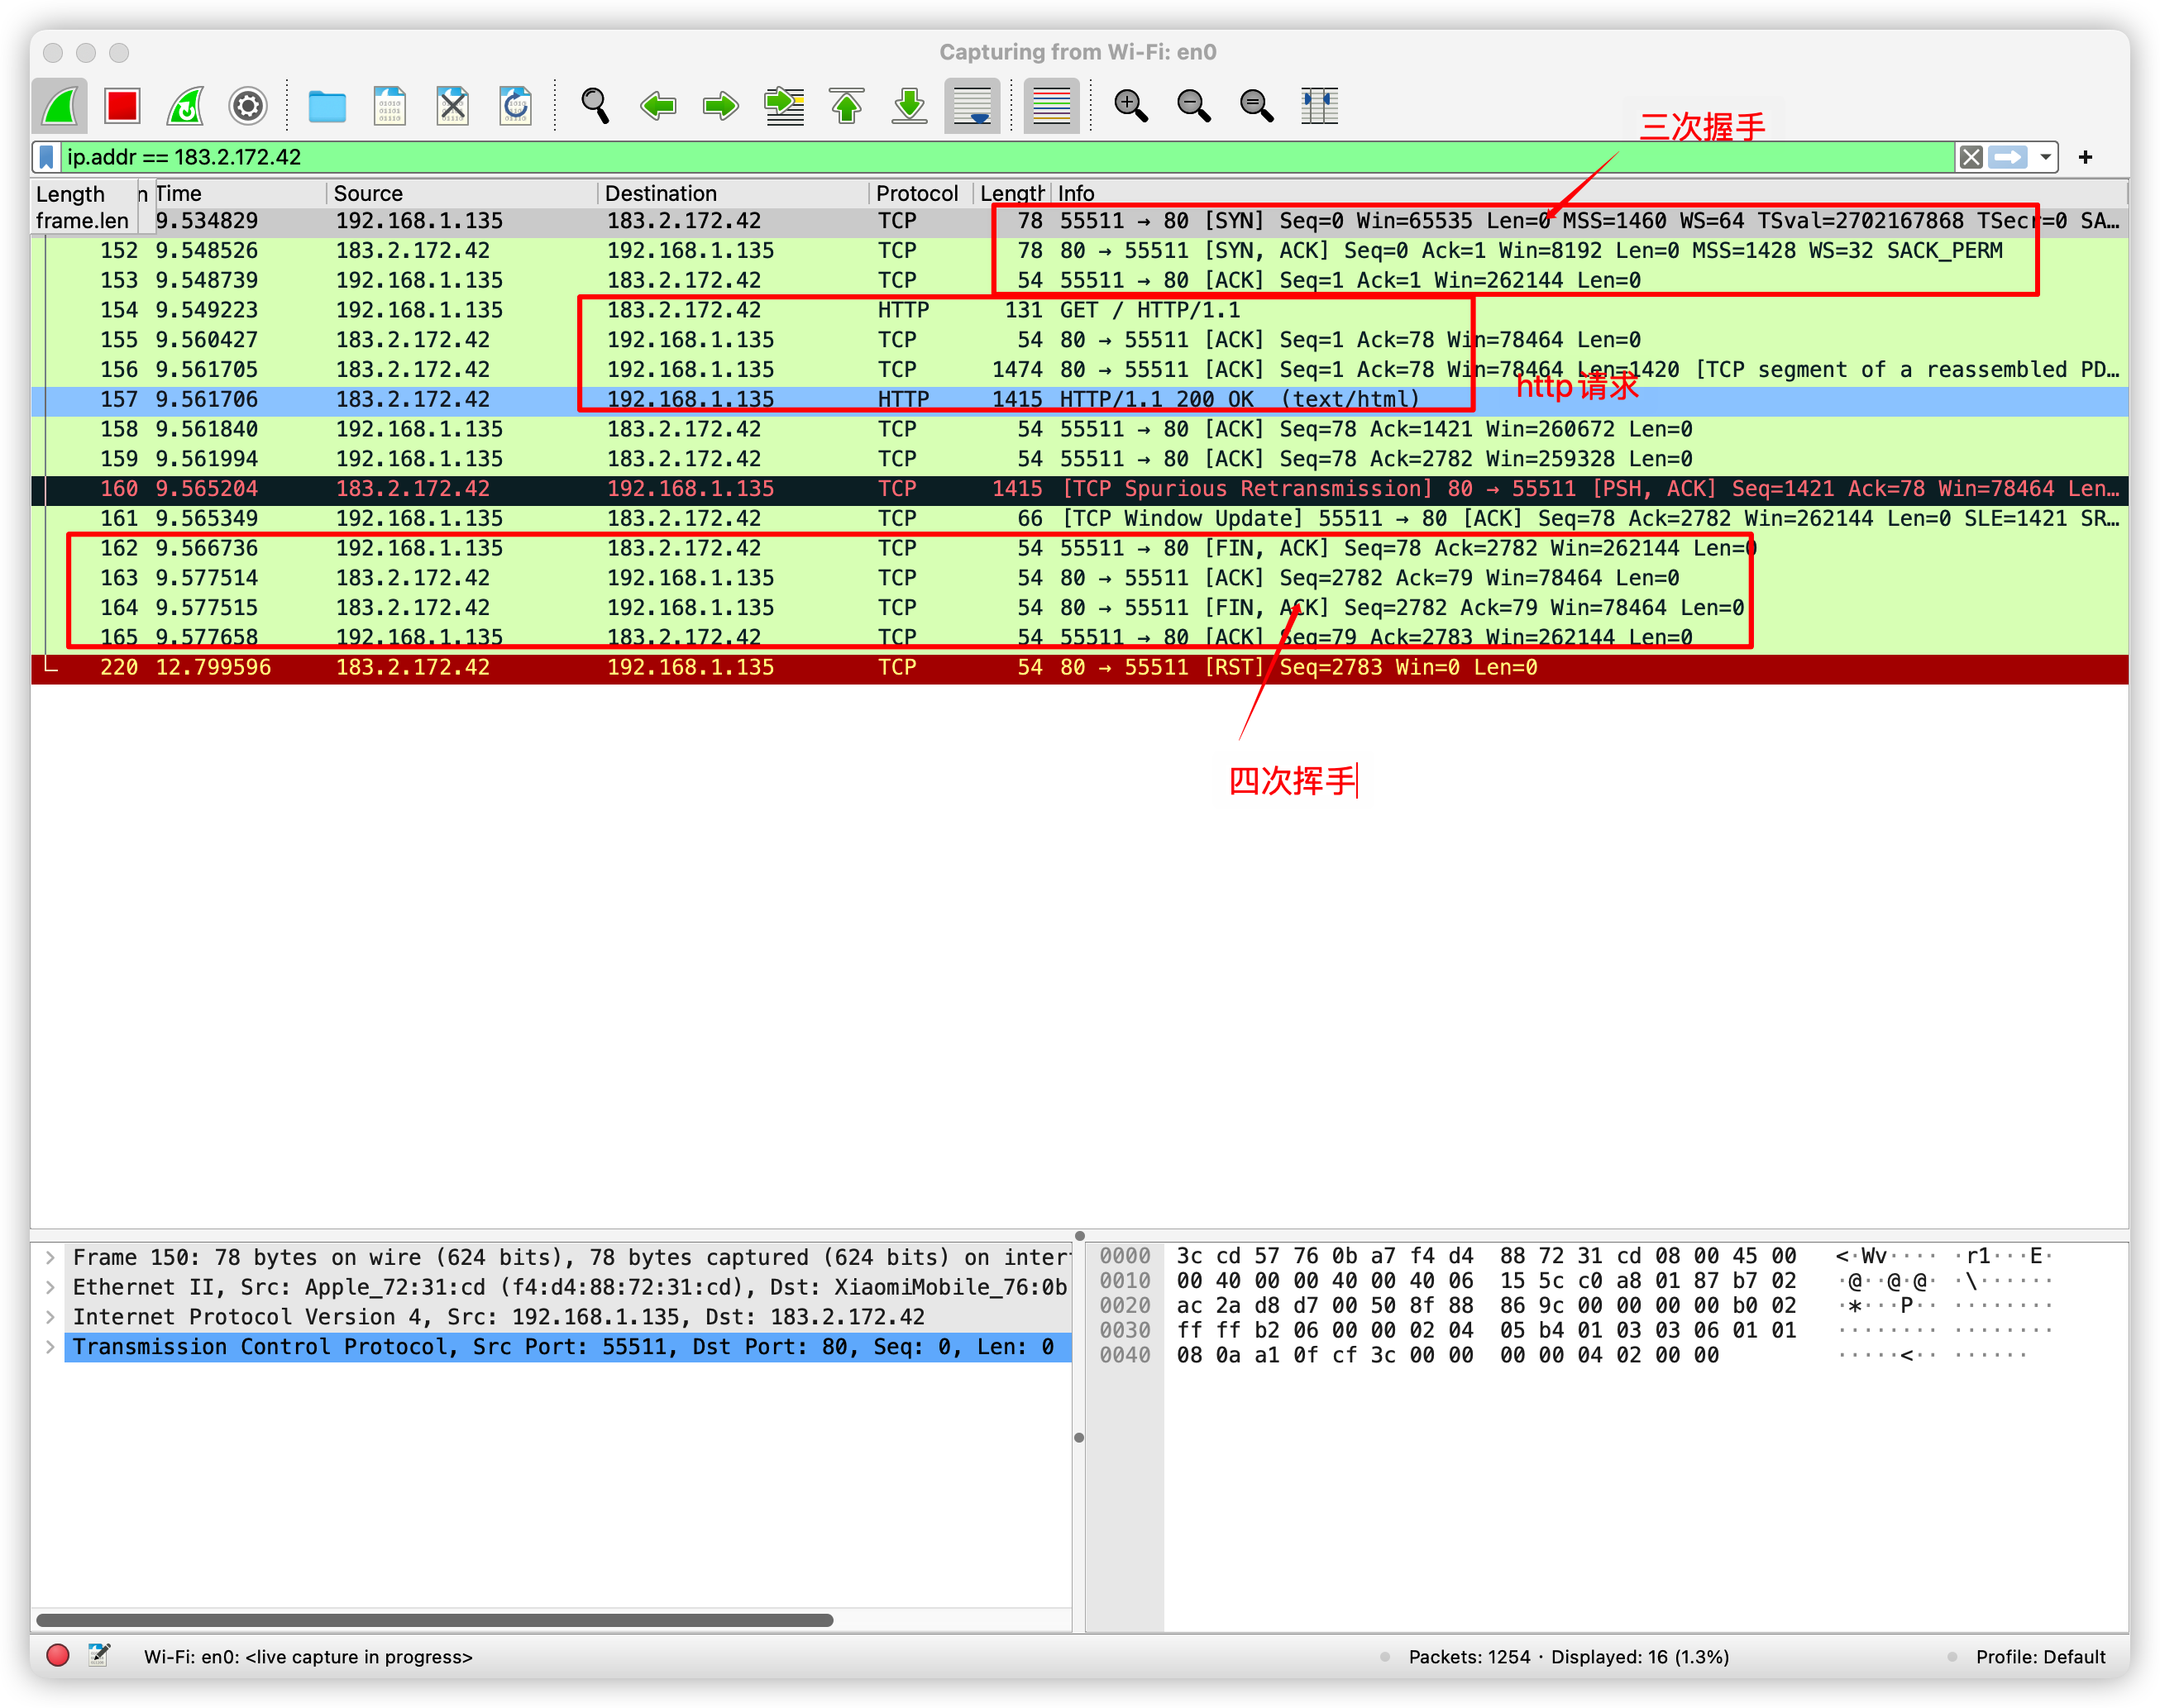 Capturing from Wi-Fi: en0
三次握手
ip.addr == 183.2.172.42
Length n Time Source Destination Protocol Length Info
frame.len 9.534829 192.168.1.135 183.2.172.42 TCP 78 55511 → 80 [SYN] Seq=0 Win=65535 Len=0 MSS=1460 WS=64 TSval=2702167868 TSecr=0 SA…
152 9.548526 183.2.172.42 192.168.1.135 TCP 78 80 → 55511 [SYN, ACK] Seq=0 Ack=1 Win=8192 Len=0 MSS=1428 WS=32 SACK_PERM
153 9.548739 192.168.1.135 183.2.172.42 TCP 54 55511 → 80 [ACK] Seq=1 Ack=1 Win=262144 Len=0
154 9.549223 192.168.1.135 183.2.172.42 HTTP 131 GET / HTTP/1.1
155 9.560427 183.2.172.42 192.168.1.135 TCP 54 80 → 55511 [ACK] Seq=1 Ack=78 Win=78464 Len=0
156 9.561705 183.2.172.42 192.168.1.135 TCP 1474 80 → 55511 [ACK] Seq=1 Ack=78 Win=78464 Len=1420 [TCP segment of a reassembled PD…
http请求
157 9.561706 183.2.172.42 192.168.1.135 HTTP 1415 HTTP/1.1 200 OK (text/html)
158 9.561840 192.168.1.135 183.2.172.42 TCP 54 55511 → 80 [ACK] Seq=78 Ack=1421 Win=260672 Len=0
159 9.561994 192.168.1.135 183.2.172.42 TCP 54 55511 → 80 [ACK] Seq=78 Ack=2782 Win=259328 Len=0
160 9.565204 183.2.172.42 192.168.1.135 TCP 1415 [TCP Spurious Retransmission] 80 → 55511 [PSH, ACK] Seq=1421 Ack=78 Win=78464 Len…
161 9.565349 192.168.1.135 183.2.172.42 TCP 66 [TCP Window Update] 55511 → 80 [ACK] Seq=78 Ack=2782 Win=262144 Len=0 SLE=1421 SR…
162 9.566736 192.168.1.135 183.2.172.42 TCP 54 55511 → 80 [FIN, ACK] Seq=78 Ack=2782 Win=262144 Len=0
163 9.577514 183.2.172.42 192.168.1.135 TCP 54 80 → 55511 [ACK] Seq=2782 Ack=79 Win=78464 Len=0
164 9.577515 183.2.172.42 192.168.1.135 TCP 54 80 → 55511 [FIN, ACK] Seq=2782 Ack=79 Win=78464 Len=0
165 9.577658 192.168.1.135 183.2.172.42 TCP 54 55511 → 80 [ACK] Seq=79 Ack=2783 Win=262144 Len=0
220 12.799596 183.2.172.42 192.168.1.135 TCP 54 80 → 55511 [RST] Seq=2783 Win=0 Len=0
四次挥手
Frame 150: 78 bytes on wire (624 bits), 78 bytes captured (624 bits) on inter
Ethernet II, Src: Apple_72:31:cd (f4:d4:88:72:31:cd), Dst: XiaomiMobile_76:0b
Internet Protocol Version 4, Src: 192.168.1.135, Dst: 183.2.172.42
Transmission Control Protocol, Src Port: 55511, Dst Port: 80, Seq: 0, Len: 0
0000 3c cd 57 76 0b a7 f4 d4 88 72 31 cd 08 00 45 00 <·Wv···· ·r1···E·
0010 00 40 00 00 40 00 40 06 15 5c c0 a8 01 87 b7 02 ·@··@·@· ·\······
0020 ac 2a d8 d7 00 50 8f 88 86 9c 00 00 00 00 b0 02 ·*···P·· ········
0030 ff ff b2 06 00 00 02 04 05 b4 01 03 03 06 01 01 ········ ········
0040 08 0a a1 0f cf 3c 00 00 00 00 04 02 00 00 ·····<·· ······
Wi-Fi: en0: <live capture in progress> Packets: 1254 · Displayed: 16 (1.3%) Profile: Default